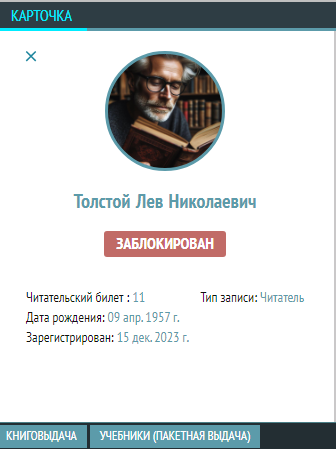 КАРТОЧКА
Толстой Лев Николаевич
ЗАБЛОКИРОВАН
Читательский билет : 11 Тип записи: Читатель
Дата рождения: 09 апр. 1957 г.
Зарегистрирован: 15 дек. 2023 г.
КНИГОВЫДАЧА УЧЕБНИКИ (ПАКЕТНАЯ ВЫДАЧА)